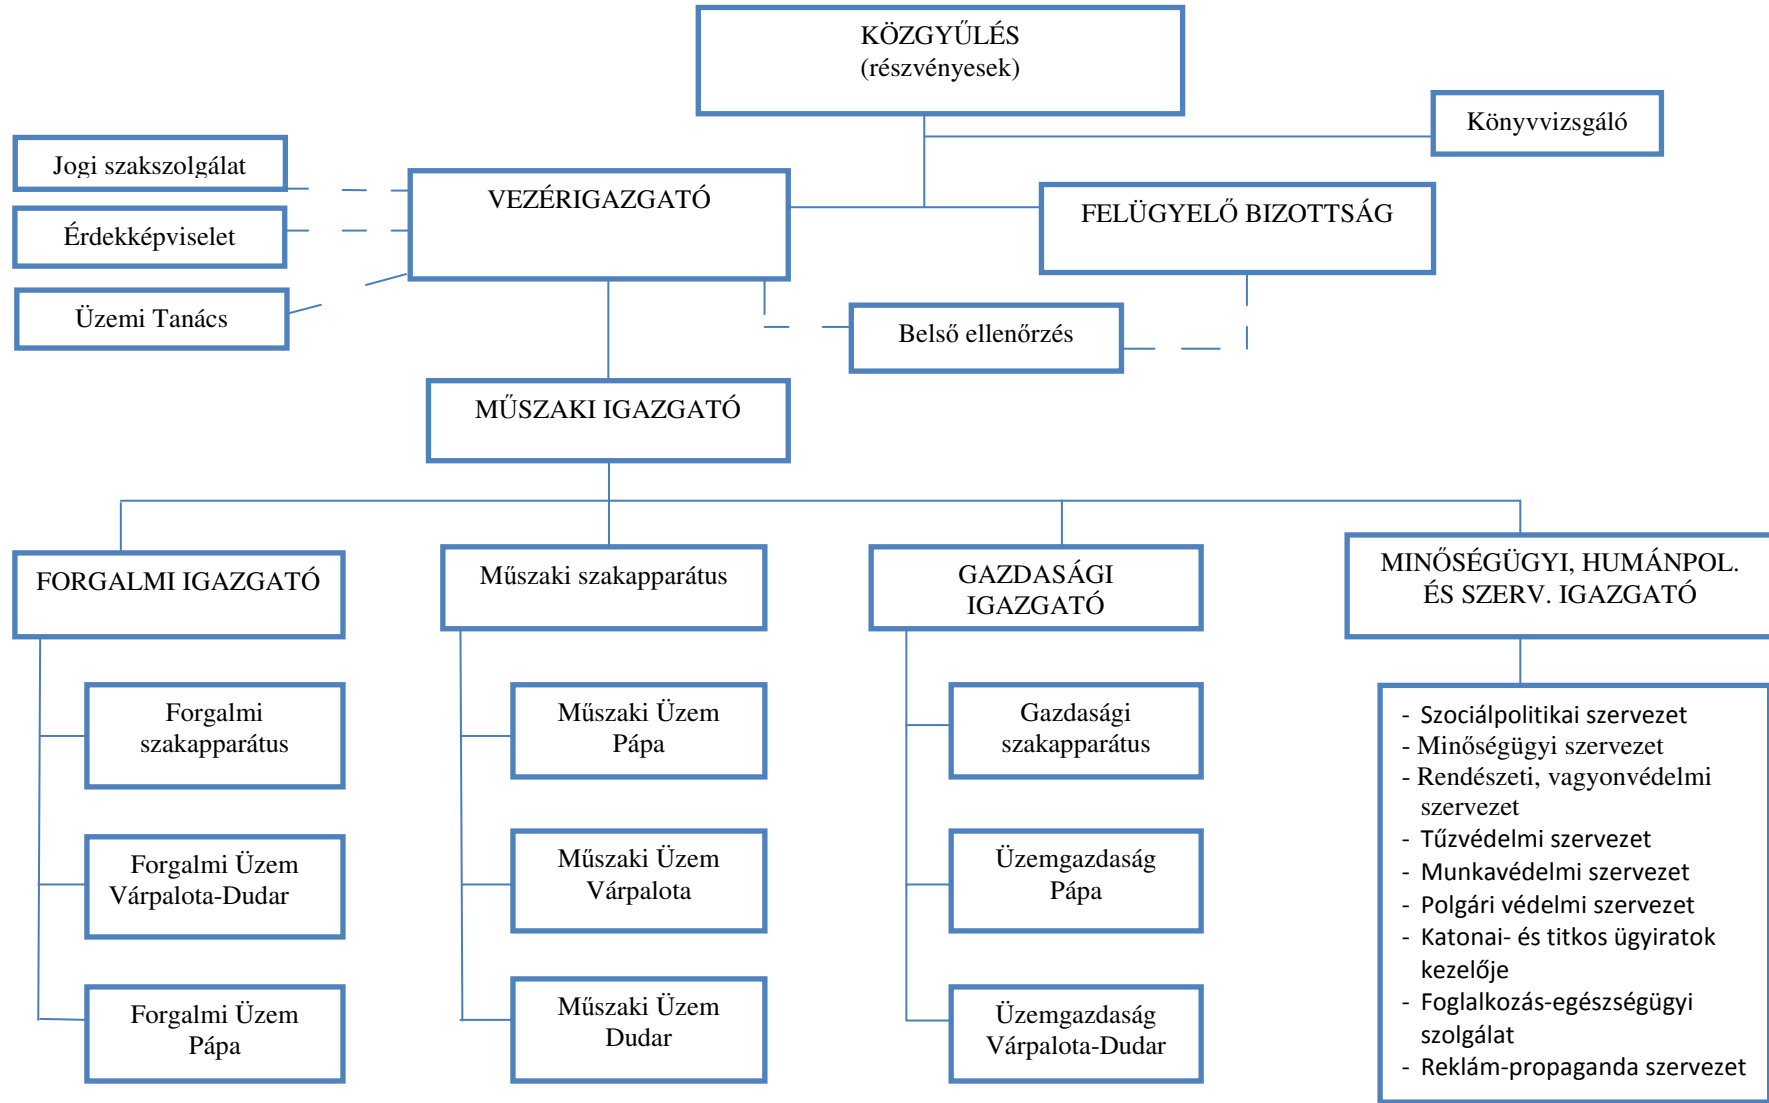 KÖZGYŰLÉS
(részvényesek)
Könyvvizsgáló
Jogi szakszolgálat
VEZÉRIGAZGATÓ
FELÜGYELŐ BIZOTTSÁG
Érdekképviselet
Üzemi Tanács
Belső ellenőrzés
MŰSZAKI IGAZGATÓ
FORGALMI IGAZGATÓ
Műszaki szakapparátus
GAZDASÁGI
IGAZGATÓ
MINŐSÉGÜGYI, HUMÁNPOL.
ÉS SZERV. IGAZGATÓ
Forgalmi
szakapparátus
Forgalmi Üzem
Várpalota-Dudar
Forgalmi Üzem
Pápa
Műszaki Üzem
Pápa
Műszaki Üzem
Várpalota
Műszaki Üzem
Dudar
Gazdasági
szakapparátus
Üzemgazdaság
Pápa
Üzemgazdaság
Várpalota-Dudar
- Szociálpolitikai szervezet
- Minőségügyi szervezet
- Rendészeti, vagyonvédelmi
szervezet
- Tűzvédelmi szervezet
- Munkavédelmi szervezet
- Polgári védelmi szervezet
- Katonai- és titkos ügyiratok
kezelője
- Foglalkozás-egészségügyi
szolgálat
- Reklám-propaganda szervezet